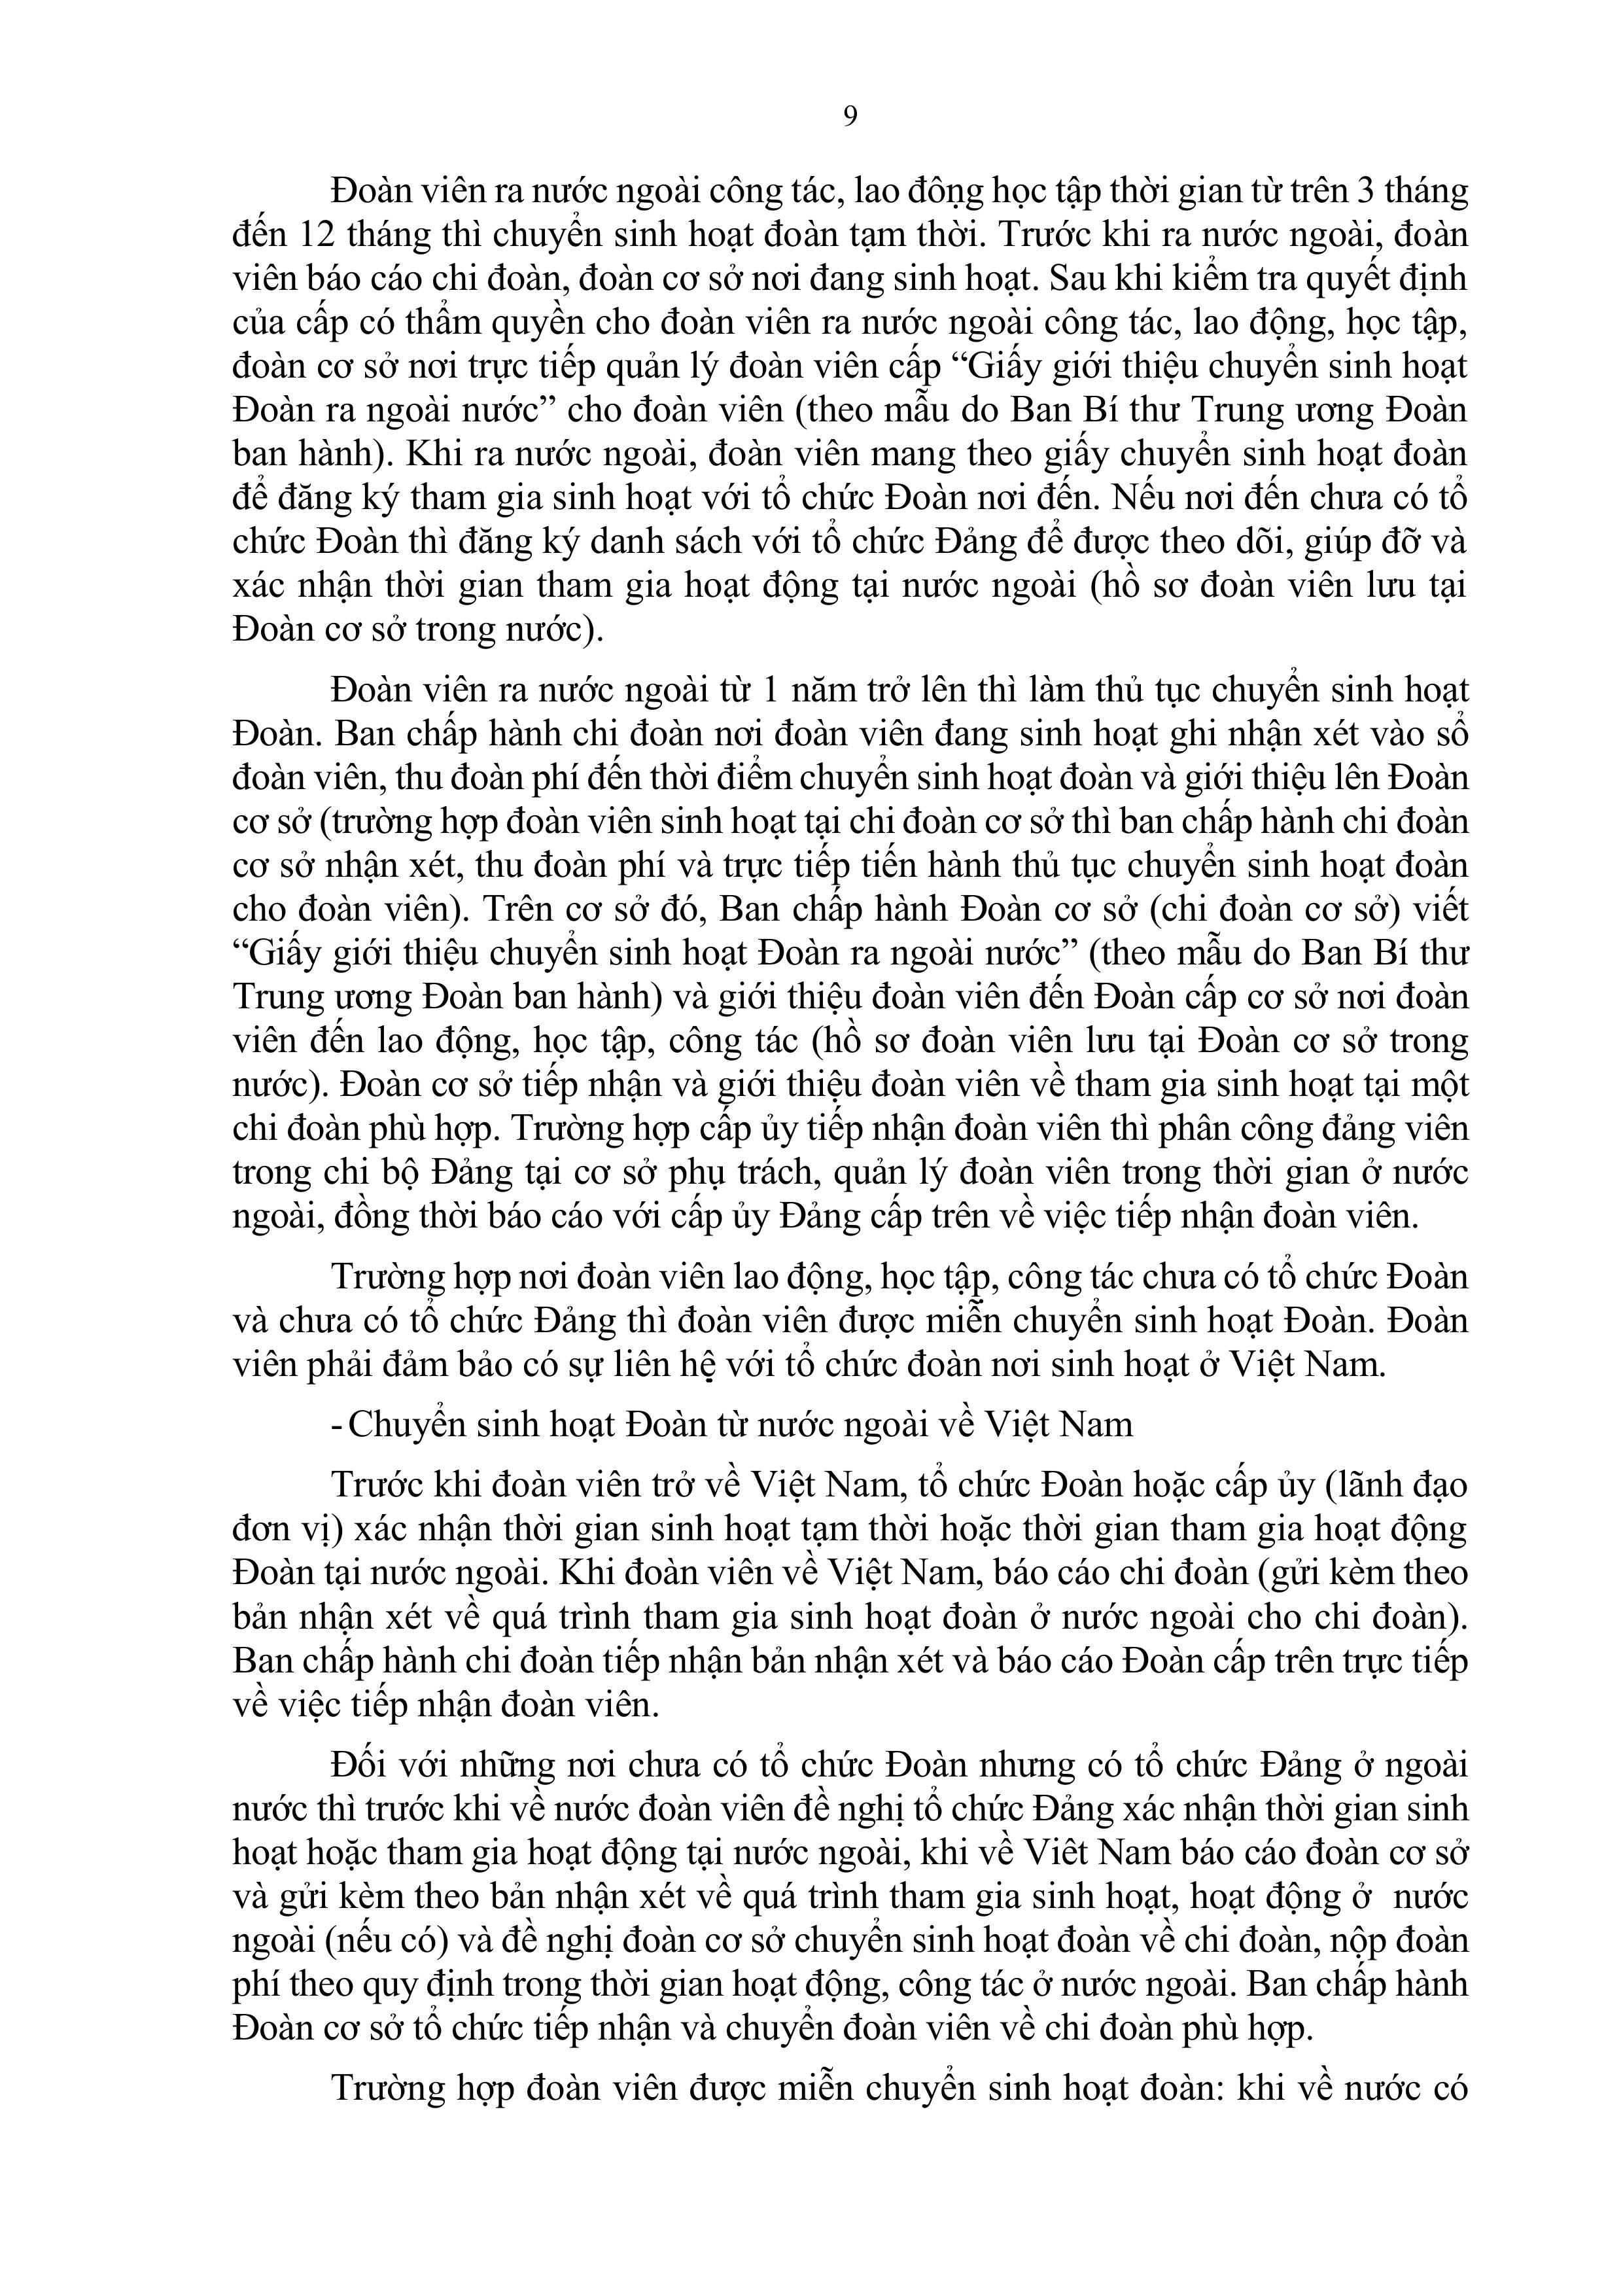 9
Đoàn viên ra nước ngoài công tác, lao đông học tập thời gian từ trên 3 tháng
đến 12 tháng thì chuyển sinh hoạt đoàn tạm thời. Trước khi ra nước ngoài, đoàn
viên báo cáo chi đoàn, đoàn cơ sở nơi đang sinh hoạt. Sau khi kiểm tra quyết định
của cấp có thẩm quyền cho đoàn viên ra nước ngoài công tác, lao động, học tập,
đoàn cơ sở nơi trực tiếp quản lý đoàn viên cấp “Giấy giới thiệu chuyển sinh hoạt
Đoàn ra ngoài nước” cho đoàn viên (theo mẫu do Ban Bí thư Trung ương Đoàn
ban hành). Khi ra nước ngoài, đoàn viên mang theo giấy chuyển sinh hoạt đoàn
để đăng ký tham gia sinh hoạt với tổ chức Đoàn nơi đến. Nếu nơi đến chưa có tổ
chức Đoàn thì đăng ký danh sách với tổ chức Đảng để được theo dõi, giúp đỡ và
xác nhận thời gian tham gia hoạt động tại nước ngoài (hồ sơ đoàn viên lưu tại
Đoàn cơ sở trong nước).
Đoàn viên ra nước ngoài từ 1 năm trở lên thì làm thủ tục chuyển sinh hoạt
Đoàn. Ban chấp hành chi đoàn nơi đoàn viên đang sinh hoạt ghi nhận xét vào sổ
đoàn viên, thu đoàn phí đến thời điểm chuyển sinh hoạt đoàn và giới thiệu lên Đoàn
cơ sở (trường hợp đoàn viên sinh hoạt tại chi đoàn cơ sở thì ban chấp hành chi đoàn
cơ sở nhận xét, thu đoàn phí và trực tiếp tiến hành thủ tục chuyển sinh hoạt đoàn
cho đoàn viên). Trên cơ sở đó, Ban chấp hành Đoàn cơ sở (chi đoàn cơ sở) viết
“Giấy giới thiệu chuyển sinh hoạt Đoàn ra ngoài nước” (theo mẫu do Ban Bí thư
Trung ương Đoàn ban hành) và giới thiệu đoàn viên đến Đoàn cấp cơ sở nơi đoàn
viên đến lao động, học tập, công tác (hồ sơ đoàn viên lưu tại Đoàn cơ sở trong
nước). Đoàn cơ sở tiếp nhận và giới thiệu đoàn viên về tham gia sinh hoạt tại một
chi đoàn phù hợp. Trường hợp cấp ủy tiếp nhận đoàn viên thì phân công đảng viên
trong chi bộ Đảng tại cơ sở phụ trách, quản lý đoàn viên trong thời gian ở nước
ngoài, đồng thời báo cáo với cấp ủy Đảng cấp trên về việc tiếp nhận đoàn viên.
Trường hợp nơi đoàn viên lao động, học tập, công tác chưa có tổ chức Đoàn
và chưa có tổ chức Đảng thì đoàn viên được miễn chuyển sinh hoạt Đoàn. Đoàn
viên phải đảm bảo có sự liên hệ với tổ chức đoàn nơi sinh hoạt ở Việt Nam.
- Chuyển sinh hoạt Đoàn từ nước ngoài về Việt Nam
Trước khi đoàn viên trở về Việt Nam, tổ chức Đoàn hoặc cấp ủy (lãnh đạo
đơn vị) xác nhận thời gian sinh hoạt tạm thời hoặc thời gian tham gia hoạt động
Đoàn tại nước ngoài. Khi đoàn viên về Việt Nam, báo cáo chi đoàn (gửi kèm theo
bản nhận xét về quá trình tham gia sinh hoạt đoàn ở nước ngoài cho chi đoàn).
Ban chấp hành chi đoàn tiếp nhận bản nhận xét và báo cáo Đoàn cấp trên trực tiếp
về việc tiếp nhận đoàn viên.
Đối với những nơi chưa có tổ chức Đoàn nhưng có tổ chức Đảng ở ngoài
nước thì trước khi về nước đoàn viên đề nghị tổ chức Đảng xác nhận thời gian sinh
hoạt hoặc tham gia hoạt động tại nước ngoài, khi về Viêt Nam báo cáo đoàn cơ sở
và gửi kèm theo bản nhận xét về quá trình tham gia sinh hoạt, hoạt động ở  nước
ngoài (nếu có) và đề nghị đoàn cơ sở chuyển sinh hoạt đoàn về chi đoàn, nộp đoàn
phí theo quy định trong thời gian hoạt động, công tác ở nước ngoài. Ban chấp hành
Đoàn cơ sở tổ chức tiếp nhận và chuyển đoàn viên về chi đoàn phù hợp.
Trường hợp đoàn viên được miễn chuyển sinh hoạt đoàn: khi về nước có